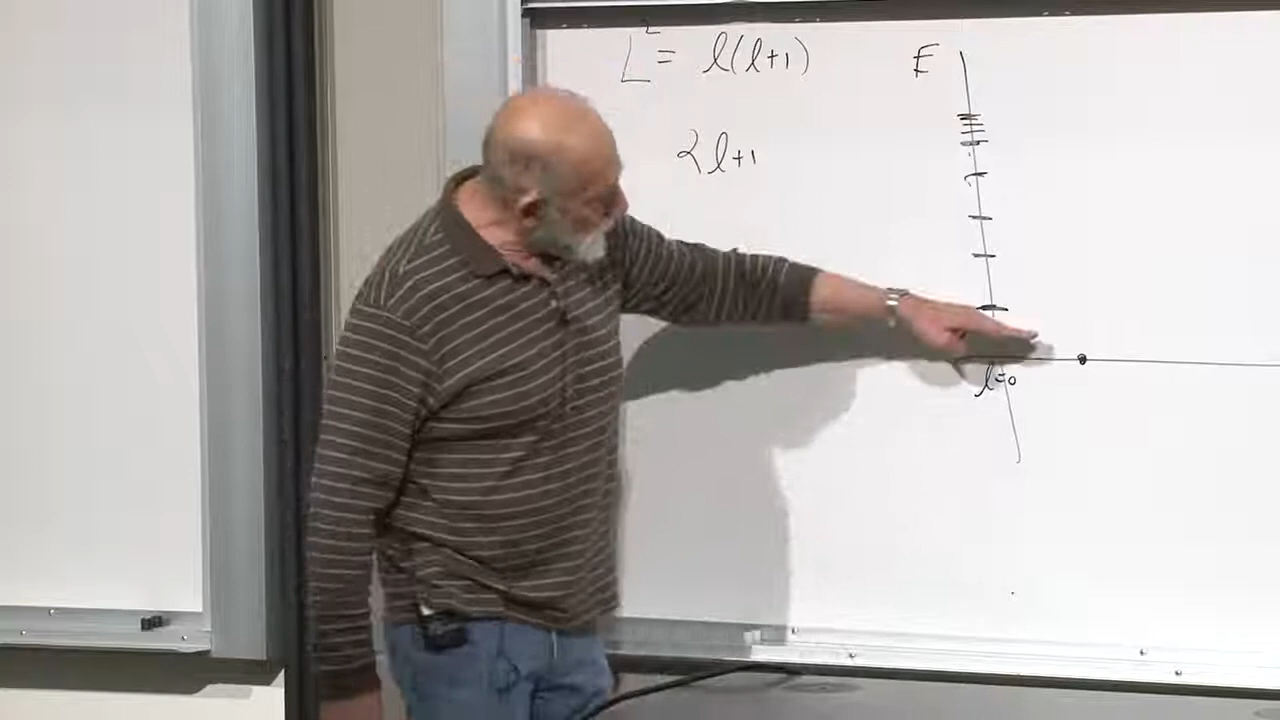 L² = l(l+1)
E
2l+1
l=0